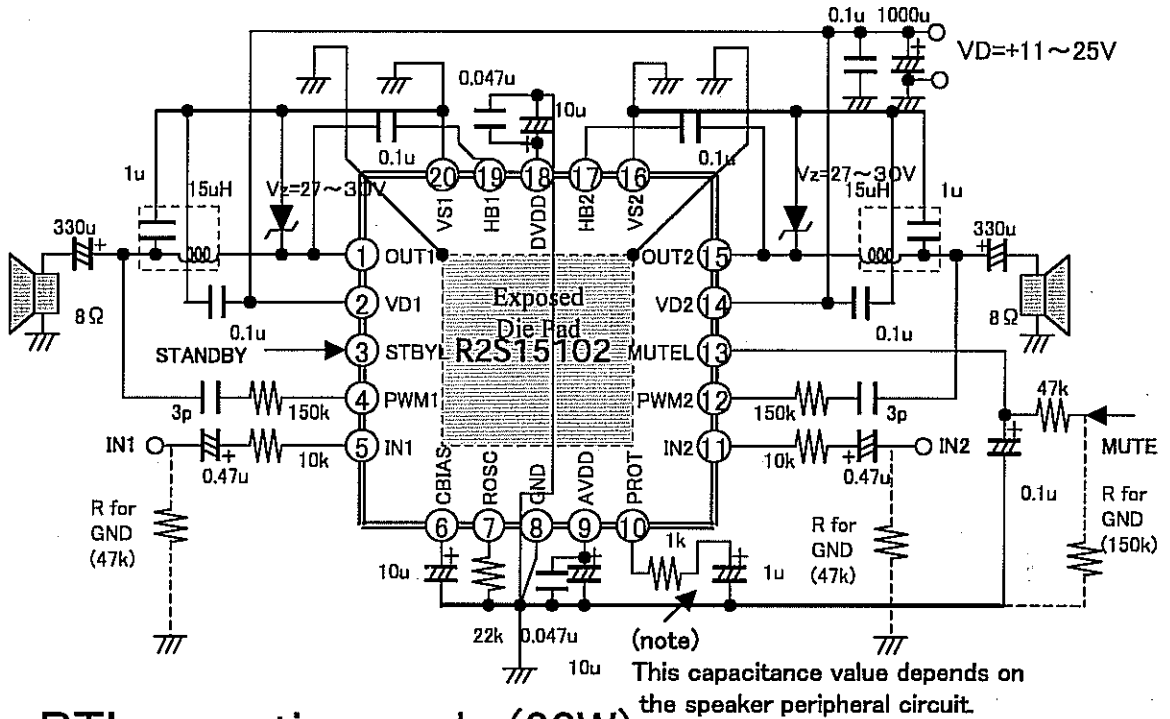 0.1u 1000u
VD=+11～25V
0.047u
10u
0.1u
0.1u
1u
15uH
Vz=27～30V
Vz=27～30V
15uH
1u
330u
330u
20 19 18 17 16
VS1 HB1 DVDD HB2 VS2
1 OUT1
OUT2 15
8Ω
2 VD1
VD2 14
8Ω
0.1u
0.1u
Exposed
Die Pad
R2S15102
STANDBY
3 STBYL
MUTEL 13
3p 150k 4 PWM1
PWM2 12 150k 3p
47k
MUTE
IN1 0.47u 10k 5 IN1
IN2 11 10k 0.47u IN2
0.1u
CBIAS ROSC GND AVDD PROT
6 7 8 9 10
R for
GND
(47k)
10u
1k
1u
R for
GND
(47k)
R for
GND
(150k)
22k 0.047u
10u
(note)
This capacitance value depends on
the speaker peripheral circuit.